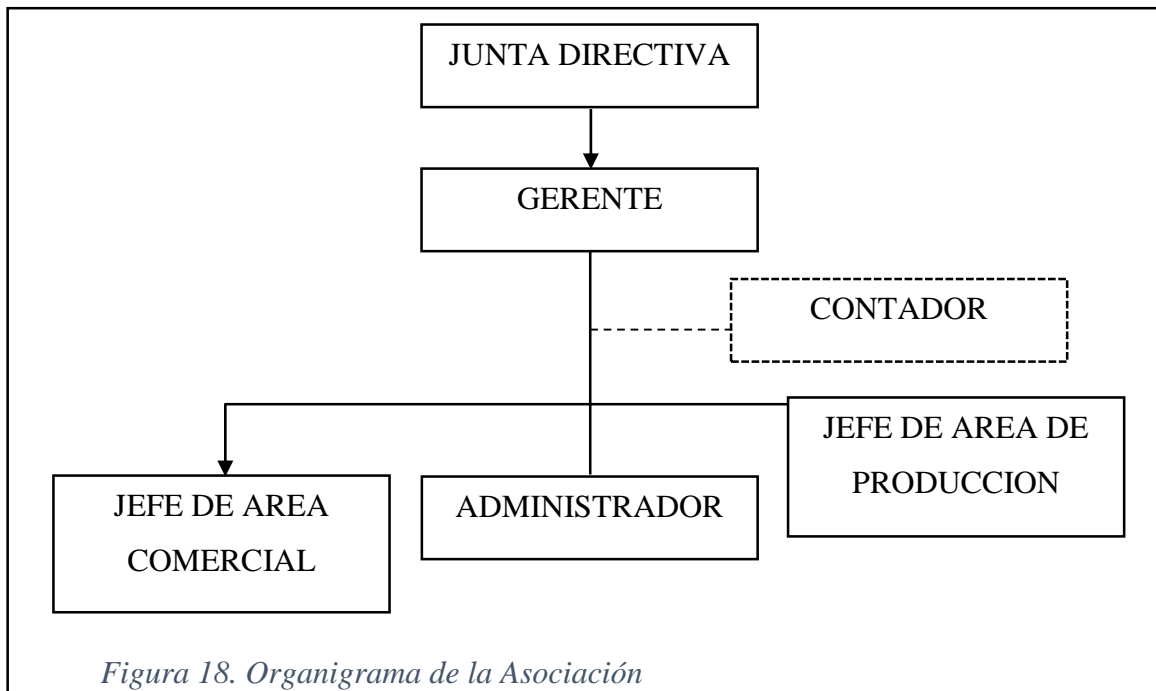 JUNTA DIRECTIVA
GERENTE
CONTADOR
JEFE DE AREA DE
PRODUCCION
JEFE DE AREA
COMERCIAL
ADMINISTRADOR
Figura 18. Organigrama de la Asociación